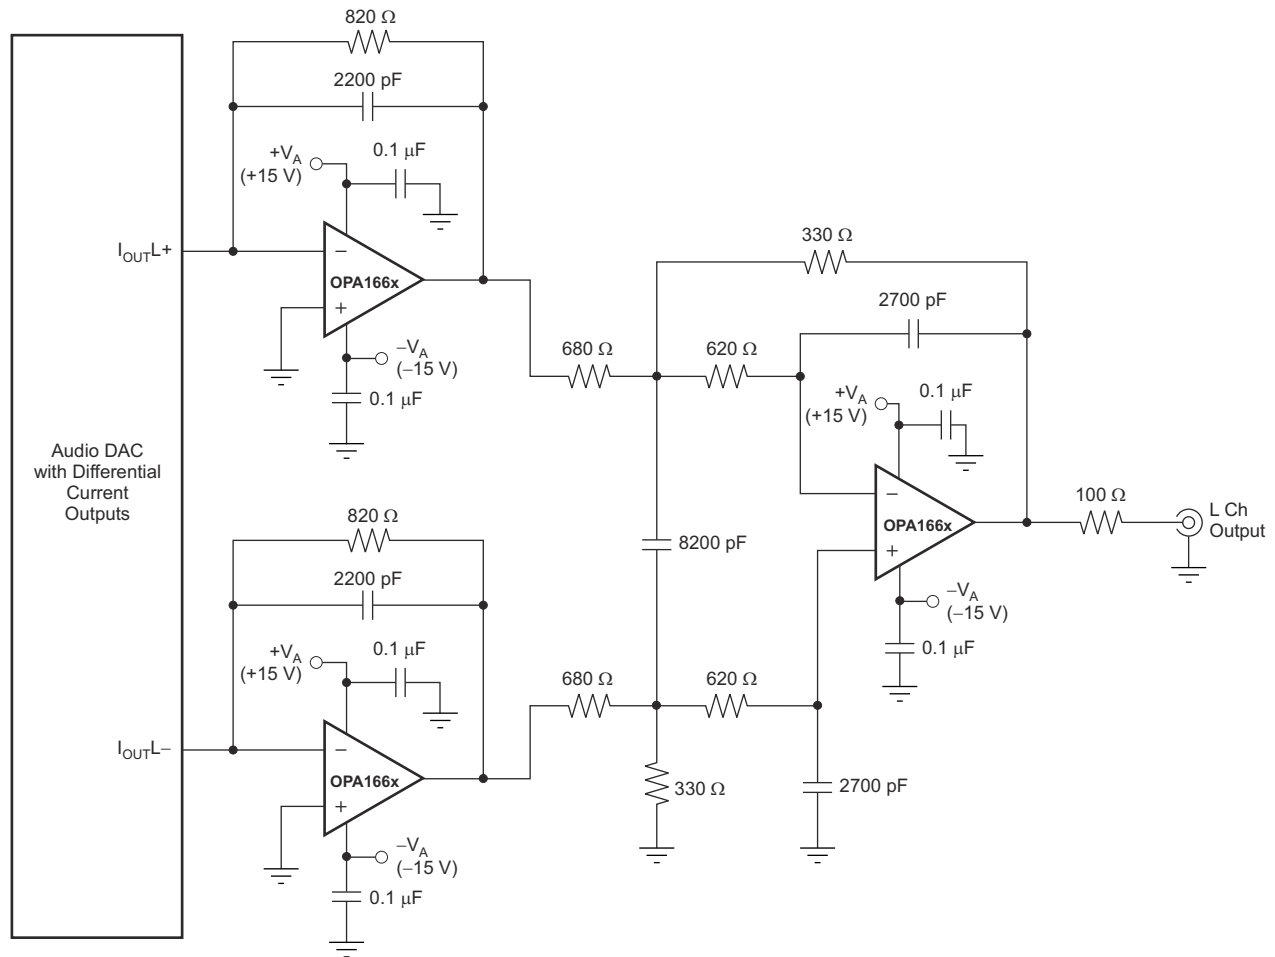 820 Ω
2200 pF
+VA
(+15 V)
0.1 μF
IOUTL+
−
OPA166x
+
−VA
(−15 V)
0.1 μF
330 Ω
2700 pF
680 Ω
620 Ω
+VA
(+15 V)
0.1 μF
Audio DAC
with Differential
Current
Outputs
8200 pF
−
OPA166x
+
100 Ω
L Ch
Output
−VA
(−15 V)
0.1 μF
820 Ω
2200 pF
+VA
(+15 V)
0.1 μF
680 Ω
620 Ω
IOUTL−
−
OPA166x
+
330 Ω
2700 pF
−VA
(−15 V)
0.1 μF